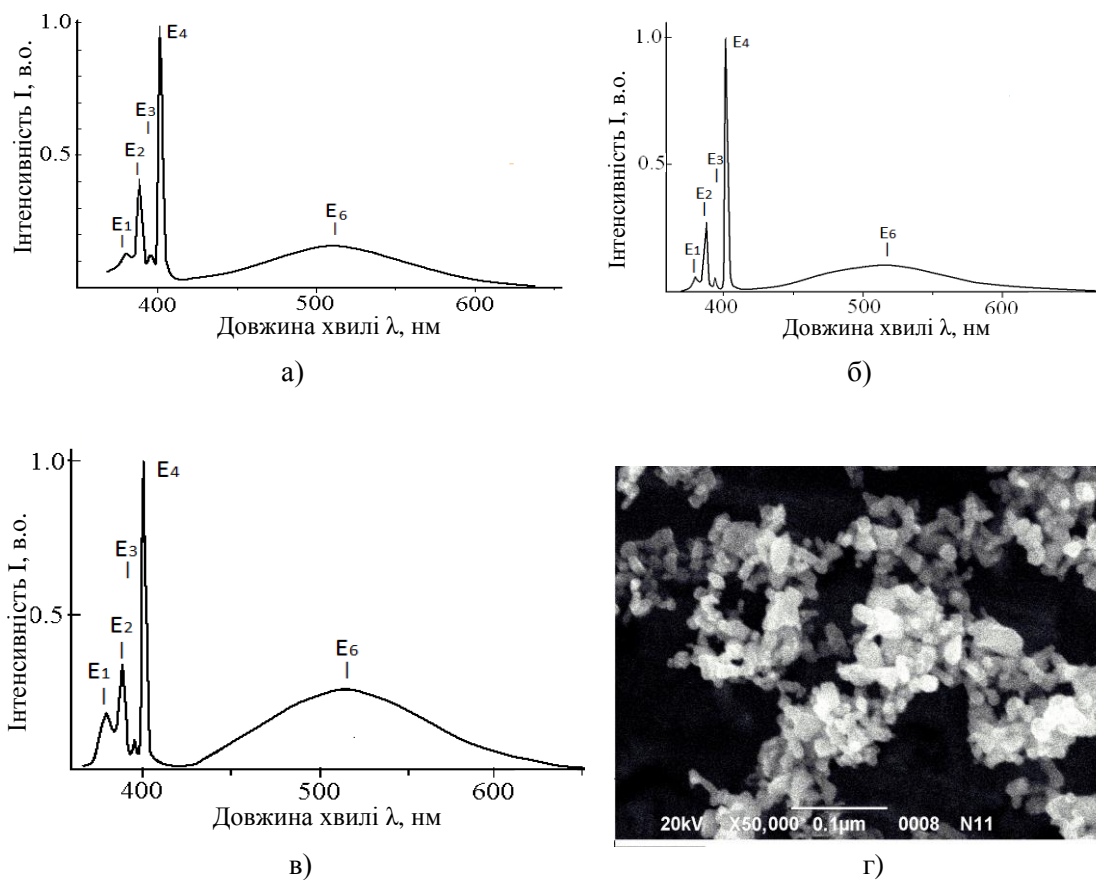 1.0
E4
E3
E2
0.5
E1
E6
400
500
600
Інтенсивність I, в.о.
Довжина хвилі λ, нм
а)
1.0
E4
E3
0.5
E2
E1
E6
400
500
600
Інтенсивність I, в.о.
Довжина хвилі λ, нм
б)
1.0
E4
E3
0.5
E2
E1
E6
400
500
600
Інтенсивність I, в.о.
Довжина хвилі λ, нм
в)
20kV X50,000 0.1µm 0008 N11
г)